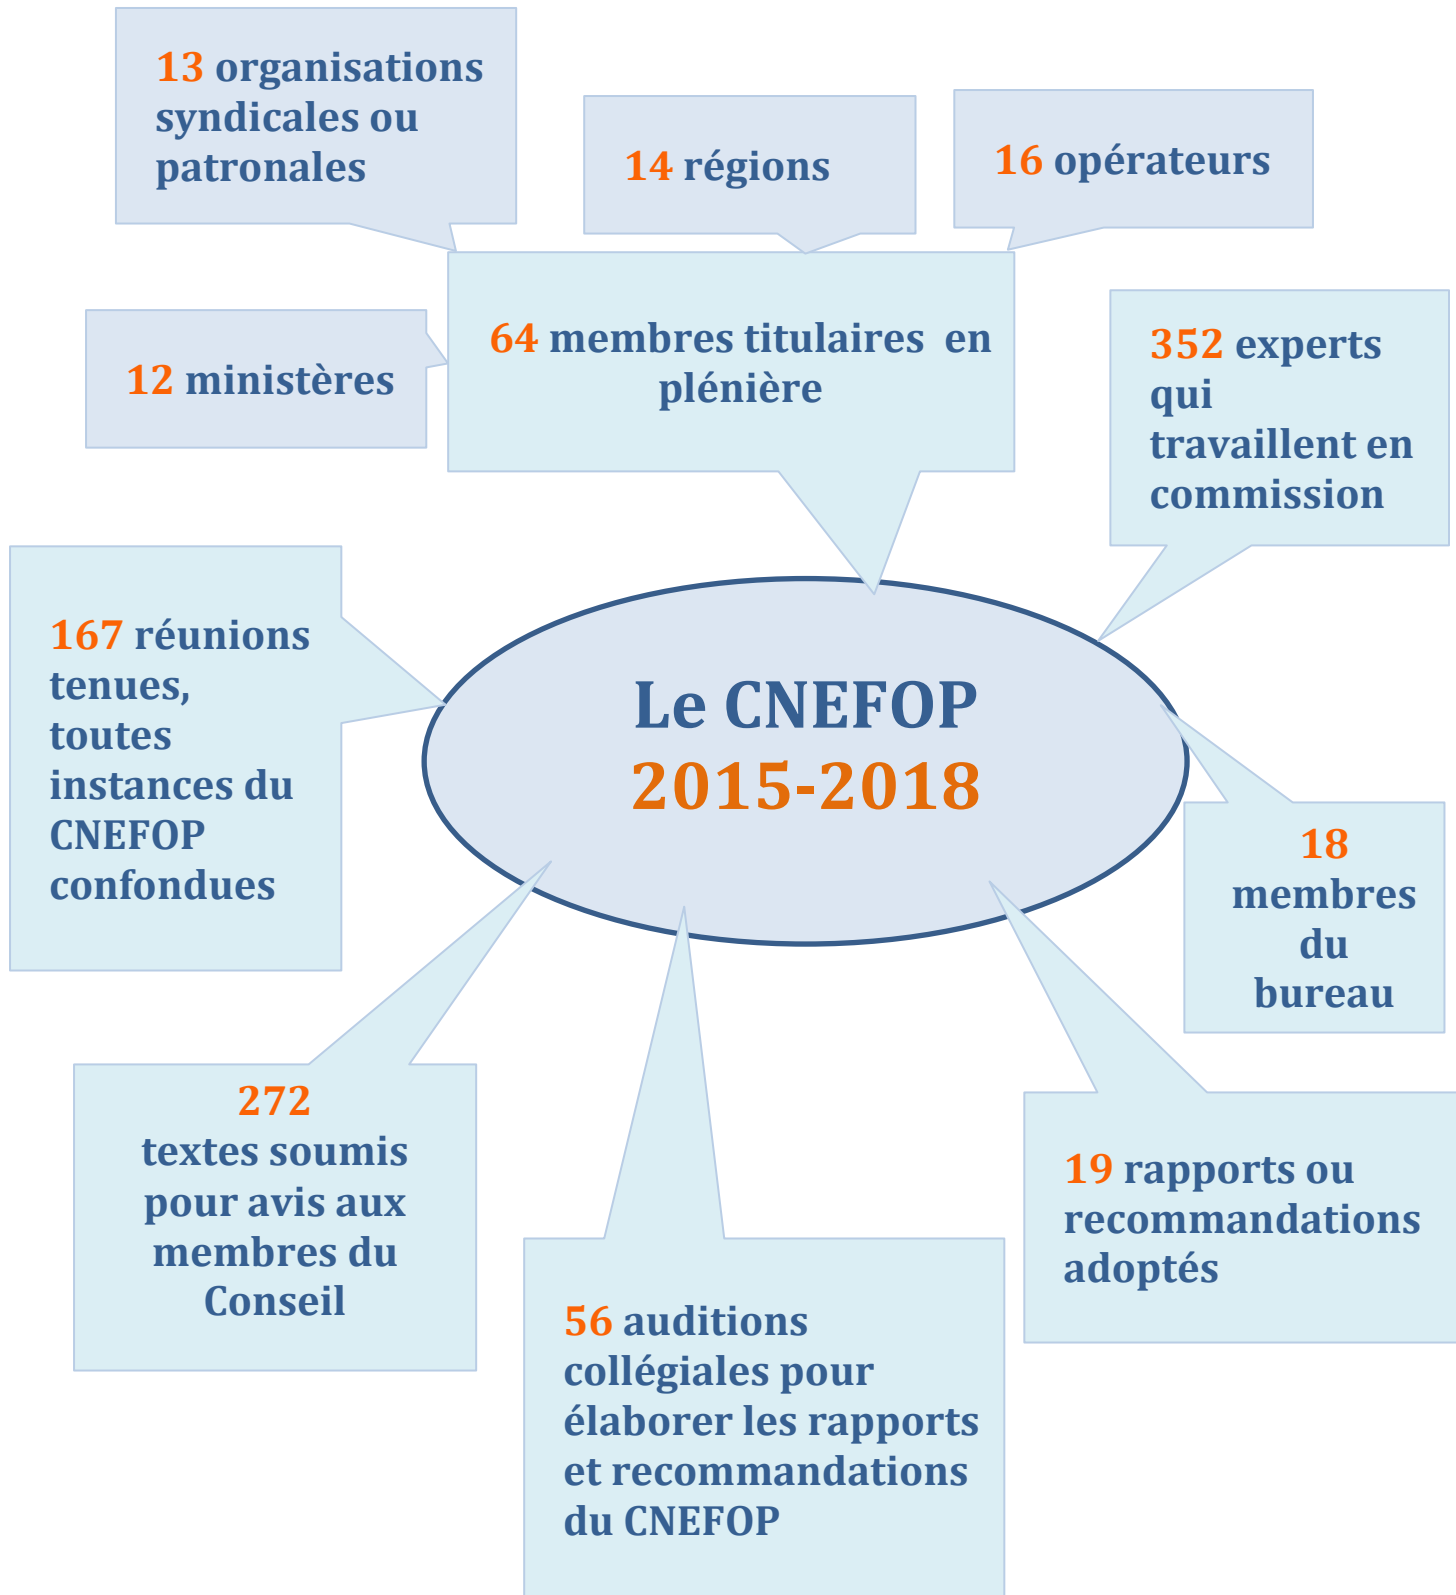 13 organisations
syndicales ou
patronales
14 régions
16 opérateurs
12 ministères
64 membres titulaires en
plénière
352 experts
qui
travaillent en
commission
167 réunions
tenues,
toutes
instances du
CNEFOP
confondues
Le CNEFOP
2015-2018
18
membres
du
bureau
272
textes soumis
pour avis aux
membres du
Conseil
56 auditions
collégiales pour
élaborer les rapports
et recommandations
du CNEFOP
19 rapports ou
recommandations
adoptés